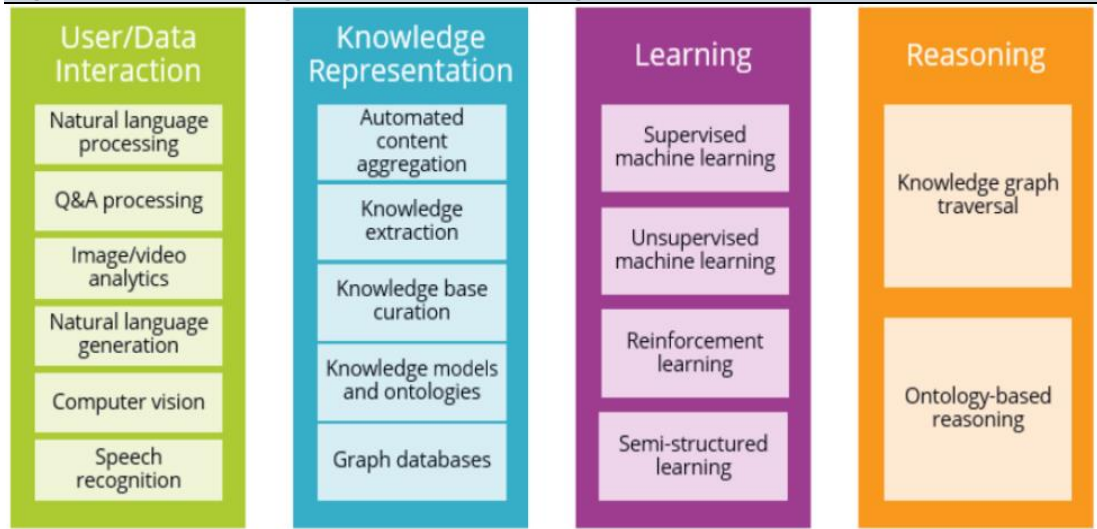 User/Data
Interaction
Natural language
processing
Q&A processing
Image/video
analytics
Natural language
generation
Computer vision
Speech
recognition
Knowledge
Representation
Automated
content
aggregation
Knowledge
extraction
Knowledge base
curation
Knowledge models
and ontologies
Graph databases
Learning
Supervised
machine learning
Unsupervised
machine learning
Reinforcement
learning
Semi-structured
learning
Reasoning
Knowledge graph
traversal
Ontology-based
reasoning